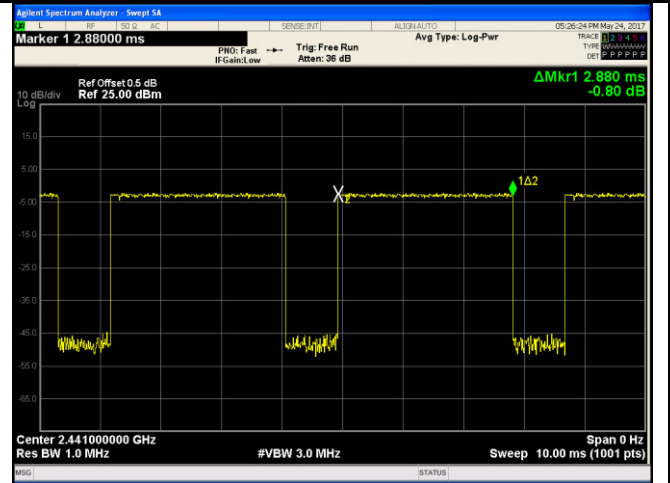 Agilent Spectrum Analyzer - Swept SA
L RF 50 Ω AC SENSE:INT ALIGN AUTO 05:26:24 PM May 24, 2017
Marker 1 2.88000 ms Avg Type: Log-Pwr TRACE 1 2 3 4 5 6
PNO: Fast Trig: Free Run TYPE WWWWWW
IFGain:Low Atten: 36 dB DET P P P P P P
Ref Offset 0.5 dB ΔMkr1 2.880 ms
10 dB/div Ref 25.00 dBm -0.80 dB
Log
15.0
5.00
1Δ2
-5.00
2
-15.0
-25.0
-35.0
-45.0
-55.0
-65.0
Center 2.441000000 GHz Span 0 Hz
Res BW 1.0 MHz #VBW 3.0 MHz Sweep 10.00 ms (1001 pts)
MSG STATUS